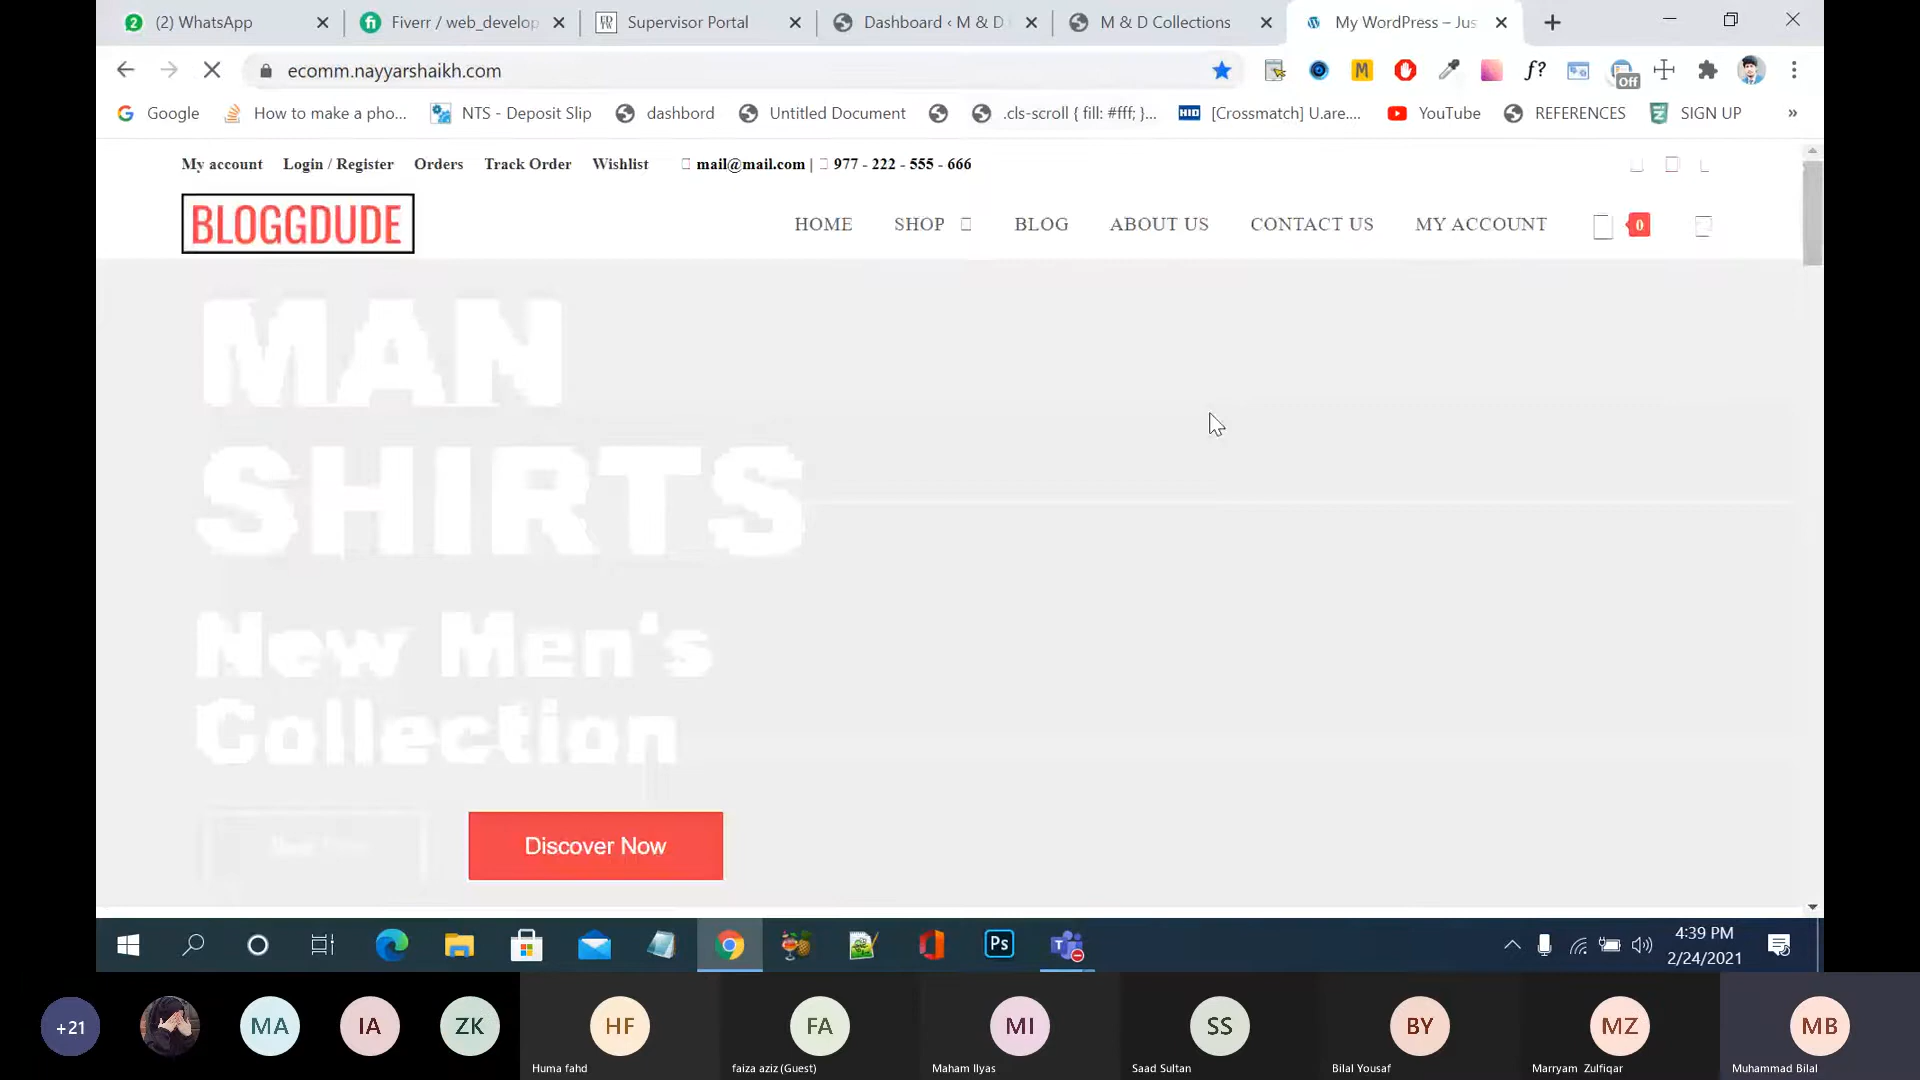 (2) WhatsApp
Fiverr / web_develop
Supervisor Portal
Dashboard ‹ M & D
M & D Collections
My WordPress – Jus
ecomm.nayyarshaikh.com
M
f?
Off
Google
How to make a pho...
NTS - Deposit Slip
dashbord
Untitled Document
.cls-scroll { fill: #fff; }...
HID
[Crossmatch] U.are....
YouTube
REFERENCES
SIGN UP
»
My account
Login / Register
Orders
Track Order
Wishlist
mail@mail.com |
977 - 222 - 555 - 666
BLOGGDUDE
HOME
SHOP
BLOG
ABOUT US
CONTACT US
MY ACCOUNT
0
MAN
SHIRTS
New Men's
Collection
Discover Now
Ps
4:39 PM
2/24/2021
+21
MA
IA
ZK
HF
Huma fahd
FA
faiza aziz (Guest)
MI
Maham Ilyas
SS
Saad Sultan
BY
Bilal Yousaf
MZ
Marryam Zulfiqar
MB
Muhammad Bilal